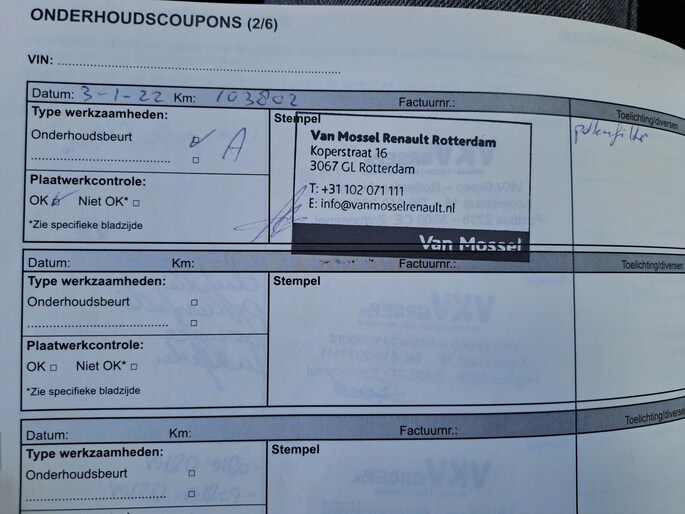 ONDERHOUDSCOUPONS (2/6)
VIN:
Datum: 3-1-22 Km: 103802 Factuurnr.: Toelichting/diversen
Type werkzaamheden:
Onderhoudsbeurt A
Plaatwerkcontrole:
OK Niet OK*
*Zie specifieke bladzijde
Stempel
Van Mossel Renault Rotterdam
Koperstraat 16
3067 GL Rotterdam
T: +31 102 071 111
E: info@vanmosselrenault.nl
Van Mossel
pollenfilter
Datum: Km: Factuurnr.: Toelichting/diversen
Type werkzaamheden:
Onderhoudsbeurt
Plaatwerkcontrole:
OK Niet OK*
*Zie specifieke bladzijde
Stempel
Datum: Km: Factuurnr.: Toelichting/diversen
Type werkzaamheden:
Onderhoudsbeurt
Stempel